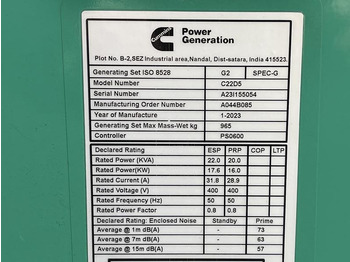 Power
Generation
Plot No. B-2,SEZ Industrial area,Nandal, Dist-satara, India 415523.
Generating Set ISO 8528 G2 SPEC-G
Model Number C22D5
Serial Number A23I155054
Manufacturing Order Number A044B085
Year of Manufacture 1-2023
Generating Set Max Mass-Wet kg 965
Controller PS0600
Declared Rating ESP PRP COP LTP
Rated Power (KVA) 22.0 20.0
Rated Power(KW) 17.6 16.0
Rated Current (A) 31.8 28.9
Rated Voltage (V) 400 400
Rated Frequency (Hz) 50 50
Rated Power Factor 0.8 0.8
Declared Rating: Enclosed Noise Standby Prime
Average @ 1m dB(A) - 73
Average @ 7m dB(A) - 63
Average @ 15m dB(A) - 57